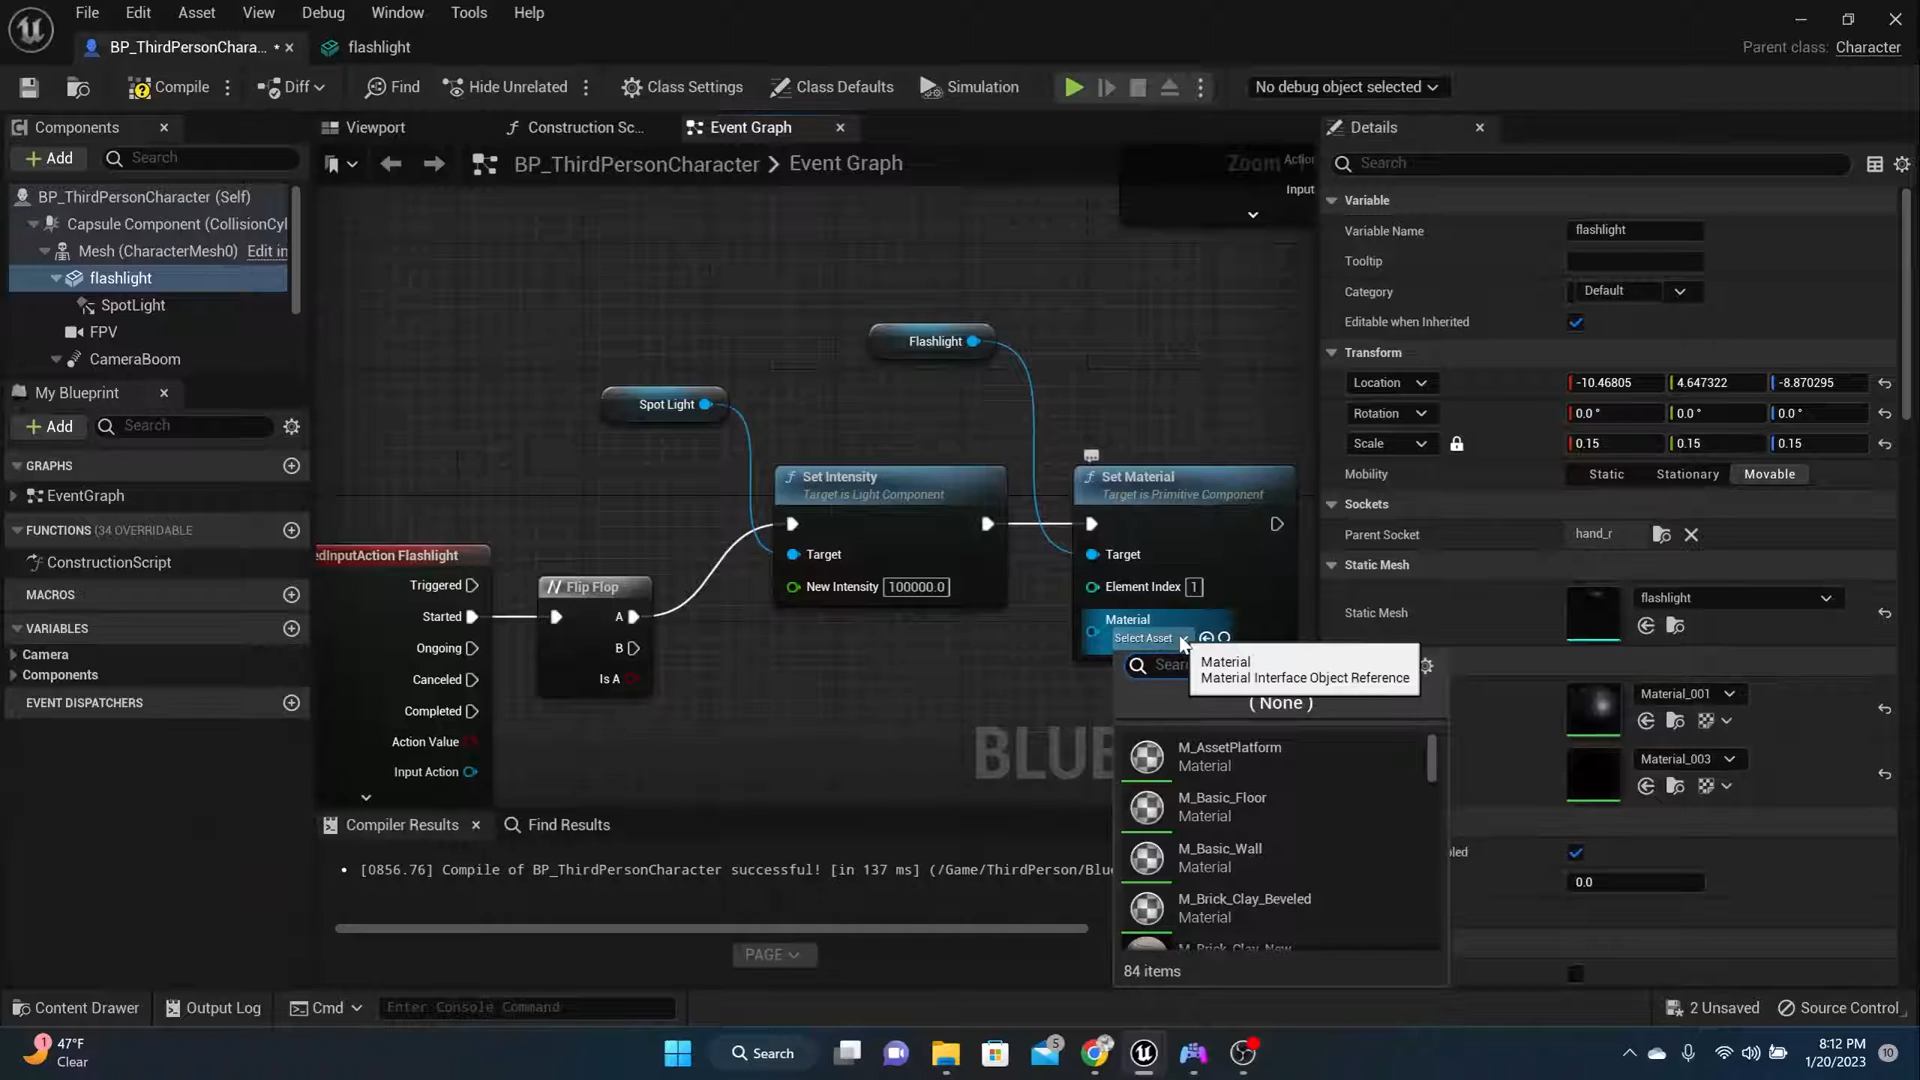 File Edit Asset View Debug Window Tools Help
BP_ThirdPersonChara... •
flashlight
Parent class: Character
Compile
Diff
Find
Hide Unrelated
Class Settings
Class Defaults
Simulation
No debug object selected
Components
Viewport
Construction Sc...
Event Graph
Details
Add
Search
BP_ThirdPersonCharacter > Event Graph
Zoom
Action
Input
Search
BP_ThirdPersonCharacter (Self)
Capsule Component (CollisionCyl
Mesh (CharacterMesh0) Edit in
flashlight
SpotLight
FPV
CameraBoom
My Blueprint
Add
Search
GRAPHS
EventGraph
FUNCTIONS (34 OVERRIDABLE
ConstructionScript
MACROS
VARIABLES
Camera
Components
EVENT DISPATCHERS
Flashlight
Spot Light
Set Intensity
Target is Light Component
Target
New Intensity 100000.0
Set Material
Target is Primitive Component
Target
Element Index 1
Material
Select Asset
edInputAction Flashlight
Triggered
Started
Ongoing
Canceled
Completed
Action Value
Input Action
Flip Flop
A
B
Is A
Material
Material Interface Object Reference
( None )
M_AssetPlatform
Material
M_Basic_Floor
Material
M_Basic_Wall
Material
M_Brick_Clay_Beveled
Material
M_Brick_Clay_New
84 items
BLUE
Compiler Results
Find Results
• [0856.76] Compile of BP_ThirdPersonCharacter successful! [in 137 ms] (/Game/ThirdPerson/Blue
PAGE
Variable
Variable Name flashlight
Tooltip
Category Default
Editable when Inherited
Transform
Location -10.46805 4.647322 -8.870295
Rotation 0.0 ° 0.0 ° 0.0 °
Scale 0.15 0.15 0.15
Mobility Static Stationary Movable
Sockets
Parent Socket hand_r
Static Mesh
Static Mesh flashlight
Material_001
Material_003
0.0
Content Drawer
Output Log
Cmd
Enter Console Command
2 Unsaved
Source Control
1
47°F
Clear
Search
5
8:12 PM
1/20/2023
10